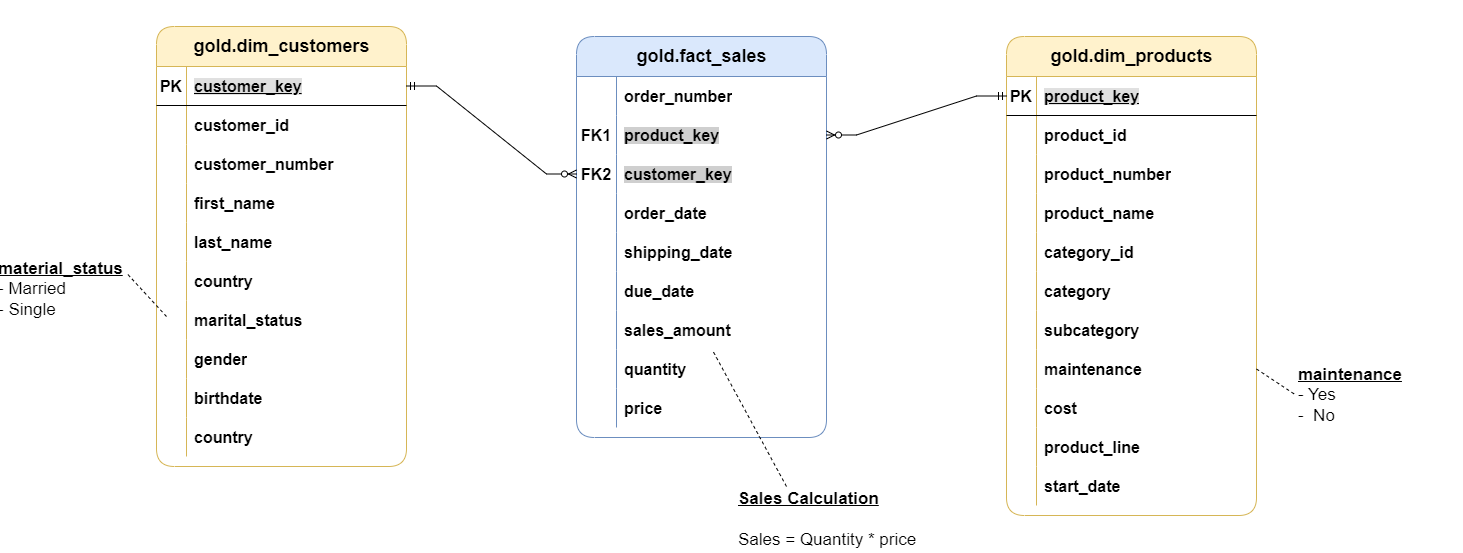 gold.dim_customers
PK customer_key
customer_id
customer_number
first_name
last_name
country
marital_status
gender
birthdate
country
material_status
- Married
- Single
gold.fact_sales
order_number
FK1 product_key
FK2 customer_key
order_date
shipping_date
due_date
sales_amount
quantity
price
Sales Calculation
Sales = Quantity * price
gold.dim_products
PK product_key
product_id
product_number
product_name
category_id
category
subcategory
maintenance
cost
product_line
start_date
maintenance
- Yes
- No